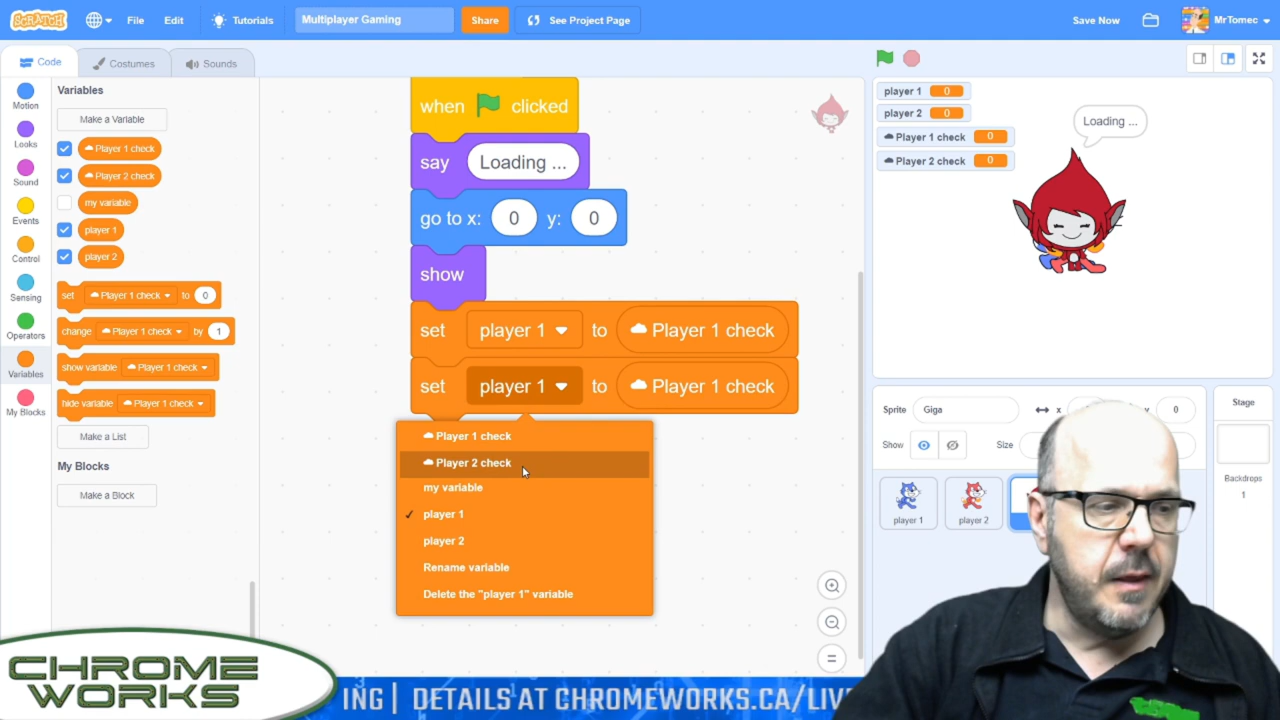 SCRATCH
File
Edit
Tutorials
Multiplayer Gaming
Share
See Project Page
Save Now
MrTomec
Code
Costumes
Sounds
Motion
Looks
Sound
Events
Control
Sensing
Operators
Variables
My Blocks
Variables
Make a Variable
Player 1 check
Player 2 check
my variable
player 1
player 2
set Player 1 check to 0
change Player 1 check by 1
show variable Player 1 check
hide variable Player 1 check
Make a List
My Blocks
Make a Block
when clicked
say Loading ...
go to x: 0 y: 0
show
set player 1 to Player 1 check
set player 1 to Player 1 check
Player 1 check
Player 2 check
my variable
player 1
player 2
Rename variable
Delete the "player 1" variable
player 1 0
player 2 0
Player 1 check 0
Player 2 check 0
Loading ...
Sprite Giga x 0
Show Size
player 1
player 2
Stage
Backdrops
1
CHROME
WORKS
ING | DETAILS AT CHROMEWORKS.CA/LIV